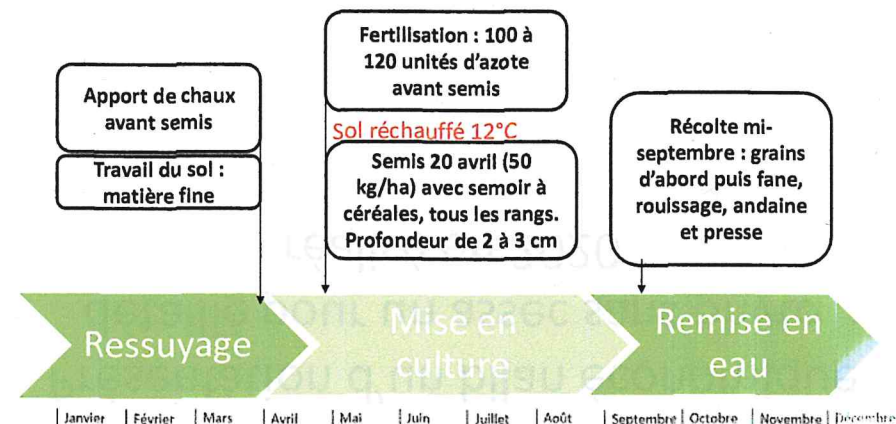 Apport de chaux
avant semis
Travail du sol :
matière fine
Fertilisation : 100 à
120 unités d'azote
avant semis
Sol réchauffé 12°C
Semis 20 avril (50
kg/ha) avec semoir à
céréales, tous les rangs.
Profondeur de 2 à 3 cm
Récolte mi-
septembre : grains
d'abord puis fane,
rouissage, andaine
et presse
Ressuyage
Mise en
culture
Remise en
eau
Janvier Février Mars Avril Mai Juin Juillet Août Septembre Octobre Novembre Décembre